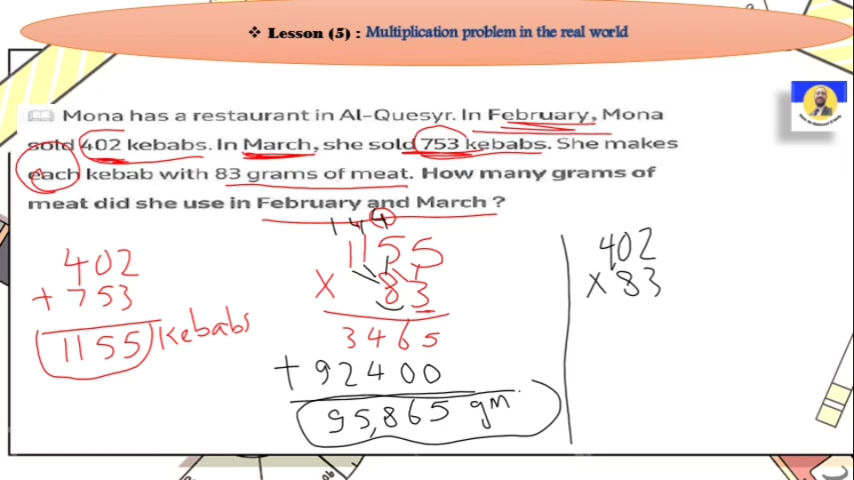 ❖ Lesson (5) : Multiplication problem in the real world
Mona has a restaurant in Al-Quesyr. In February, Mona
sold 402 kebabs. In March, she sold 753 kebabs. She makes
each kebab with 83 grams of meat. How many grams of
meat did she use in February and March ?
402
+ 753
1155 Kebabs
1 4 4
1155
× 83
3465
+ 92400
95,865 gm
402
× 83